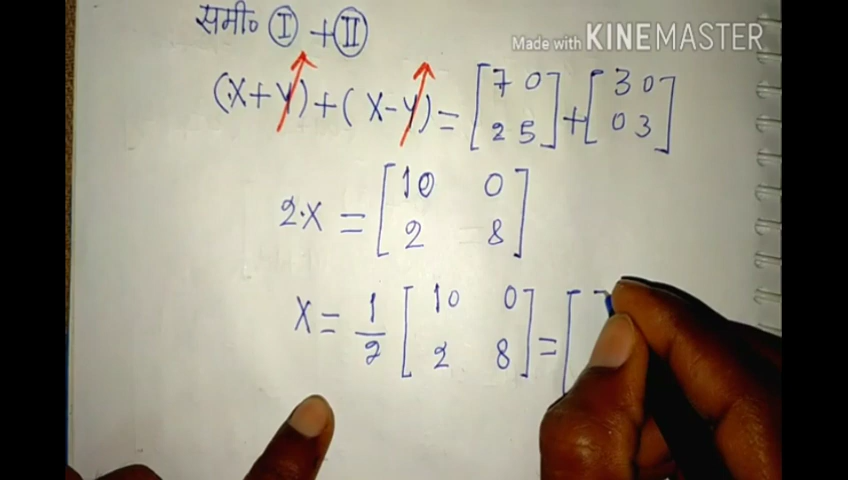 समी० Ⓘ + Ⓘ Ⓘ
Made with KINEMASTER
(X+Y)+(X-Y)=[7 0 2 5]+[3 0 0 3]
2·X=[10 0 2 8]
X=1/2[10 0 2 8]=[